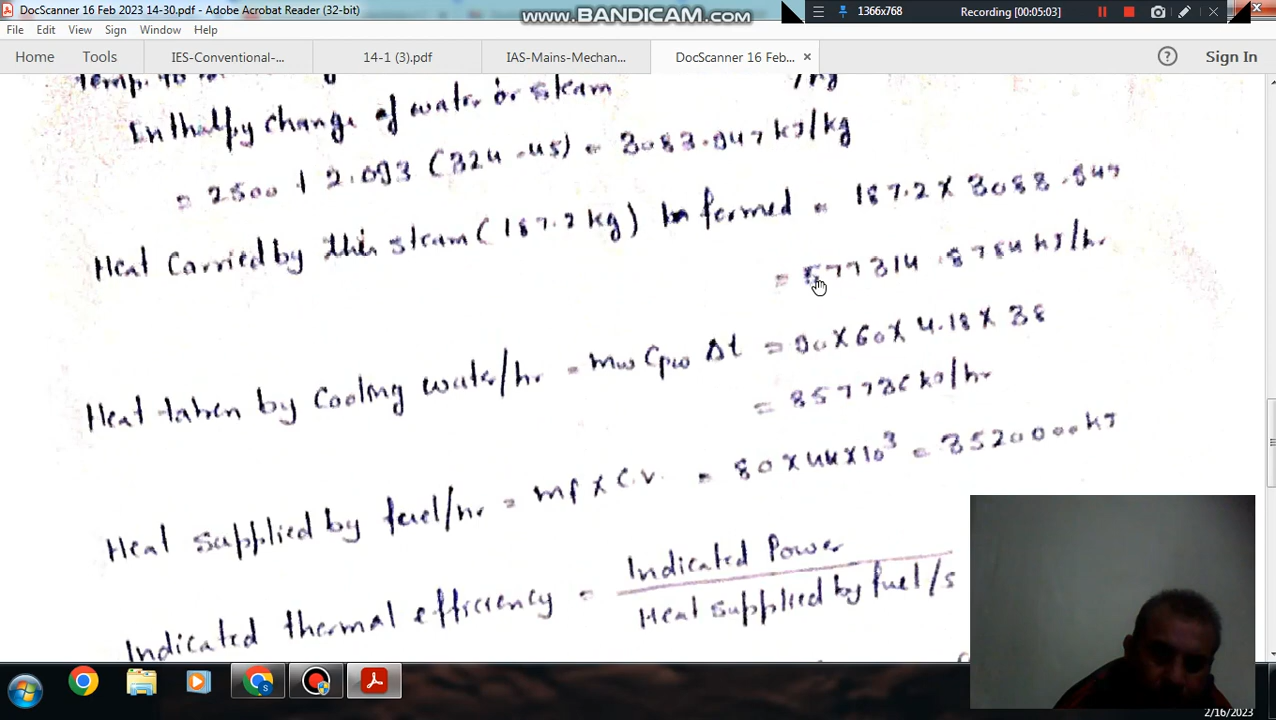 DocScanner 16 Feb 2023 14-30.pdf - Adobe Acrobat Reader (32-bit)
www.BANDICAM.com
1366x768
Recording [00:05:03]
File Edit View Sign Window Help
Home Tools IES-Conventional-... 14-1 (3).pdf IAS-Mains-Mechan... DocScanner 16 Feb... × Sign In
Enthalpy change of water or steam /kg
= 2500 + 2.093 (324 -45) = 3083.947 kJ/kg
Heat Carried by this steam (187.2 kg) formed = 187.2 X 3083.947
= 577314.8784 kJ/hr
Heat taken by Cooling water/hr = mw Cpw Δt = 90 X 60 X 4.18 X 38
= 857736 kJ/hr
Heat supplied by fuel/hr = mf X C.V. = 80 X 44 X 10³ = 3520000 kJ
Indicated thermal efficiency = Indicated Power
Heat supplied by fuel/s
2/16/2023